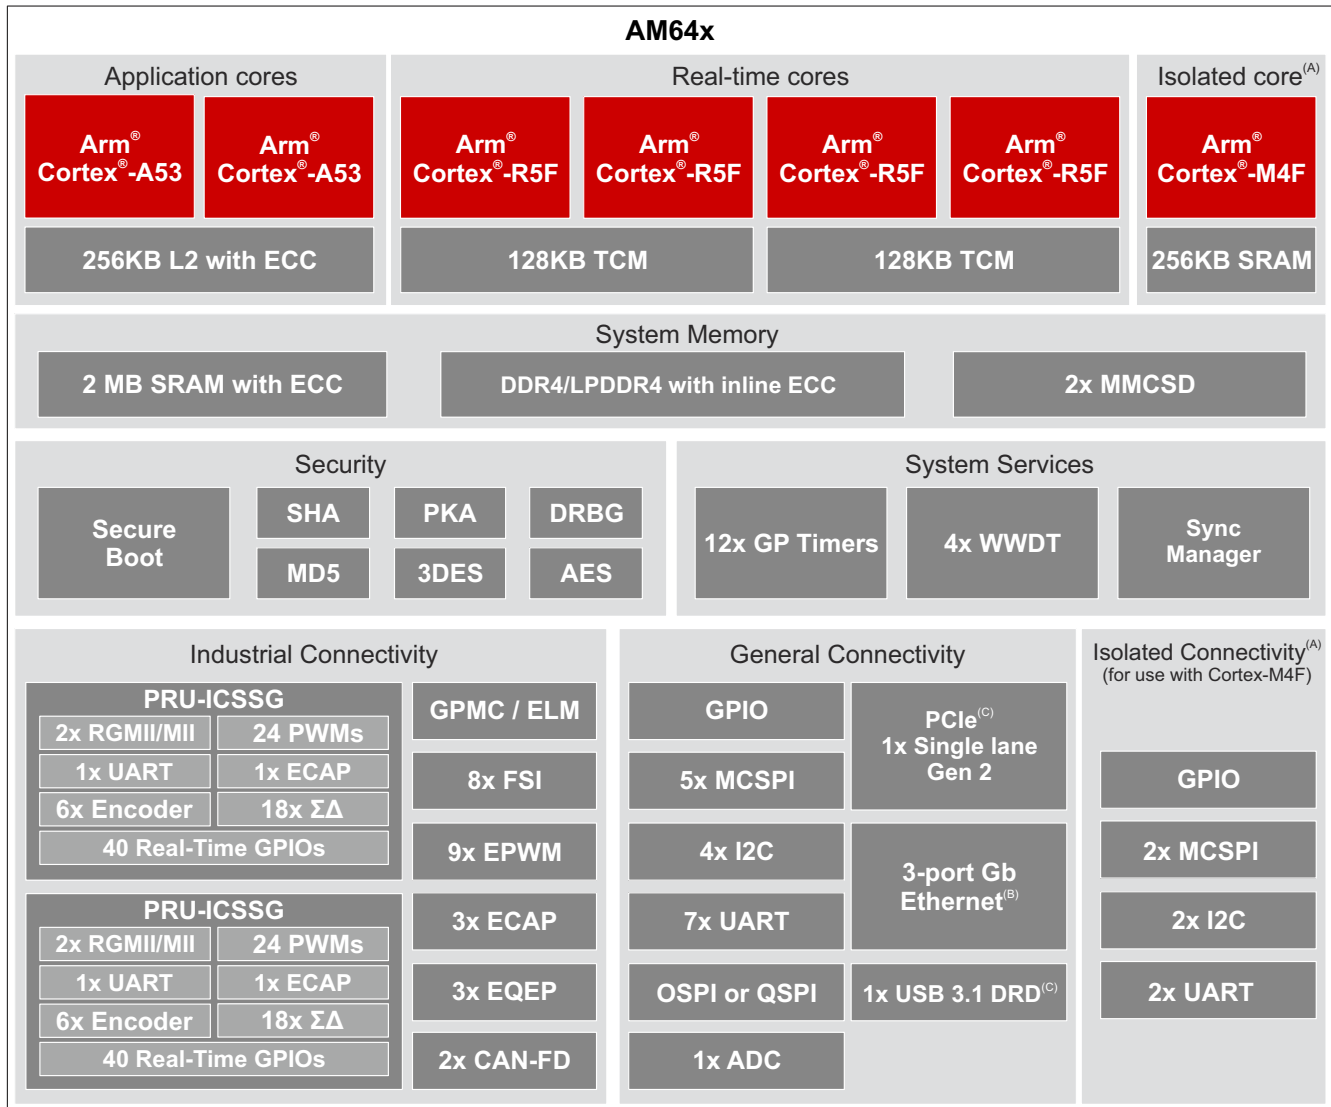 AM64x
Application cores
Arm®
Cortex®-A53
Arm®
Cortex®-A53
256KB L2 with ECC
Real-time cores
Arm®
Cortex®-R5F
Arm®
Cortex®-R5F
Arm®
Cortex®-R5F
Arm®
Cortex®-R5F
128KB TCM
128KB TCM
Isolated core(A)
Arm®
Cortex®-M4F
256KB SRAM
System Memory
2 MB SRAM with ECC
DDR4/LPDDR4 with inline ECC
2x MMCSD
Security
Secure
Boot
SHA
PKA
DRBG
MD5
3DES
AES
System Services
12x GP Timers
4x WWDT
Sync
Manager
Industrial Connectivity
PRU-ICSSG
2x RGMII/MII
24 PWMs
1x UART
1x ECAP
6x Encoder
18x ΣΔ
40 Real-Time GPIOs
PRU-ICSSG
2x RGMII/MII
24 PWMs
1x UART
1x ECAP
6x Encoder
18x ΣΔ
40 Real-Time GPIOs
GPMC / ELM
8x FSI
9x EPWM
3x ECAP
3x EQEP
2x CAN-FD
General Connectivity
GPIO
5x MCSPI
4x I2C
7x UART
OSPI or QSPI
1x ADC
PCIe(C)
1x Single lane
Gen 2
3-port Gb
Ethernet(B)
1x USB 3.1 DRD(C)
Isolated Connectivity(A)
(for use with Cortex-M4F)
GPIO
2x MCSPI
2x I2C
2x UART